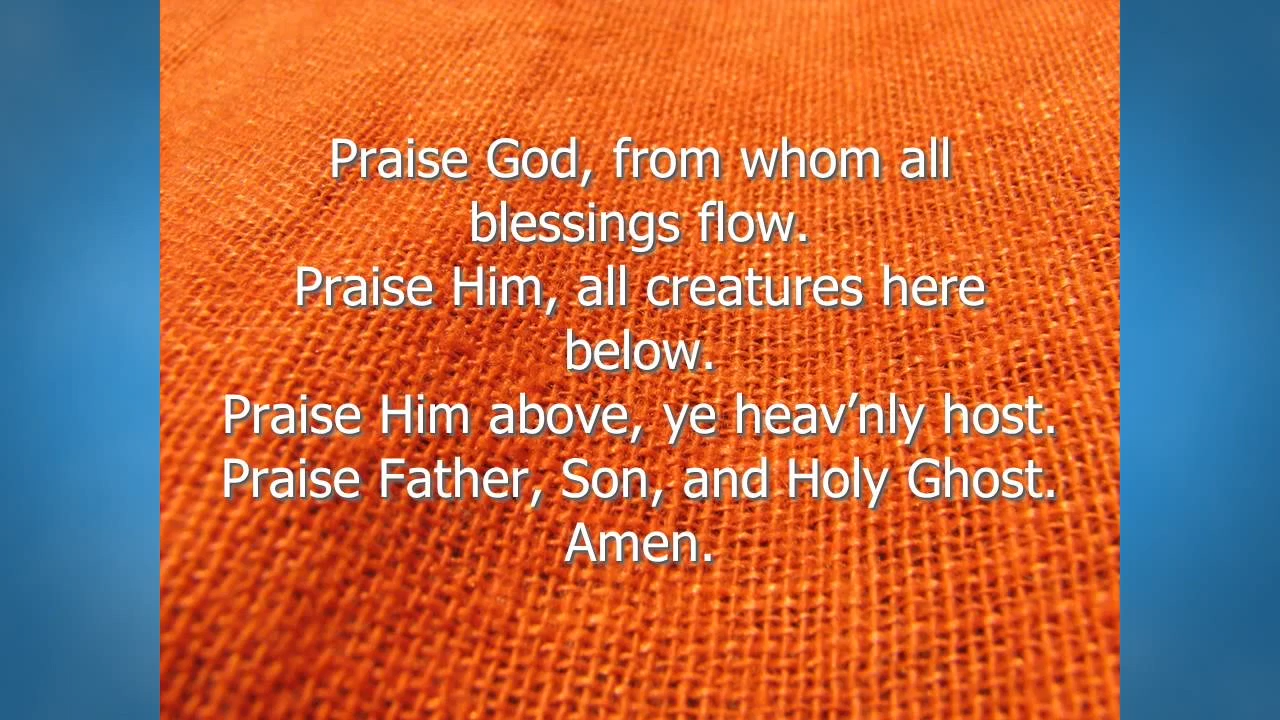 Praise God, from whom all
blessings flow.
Praise Him, all creatures here
below.
Praise Him above, ye heav’nly host.
Praise Father, Son, and Holy Ghost.
Amen.